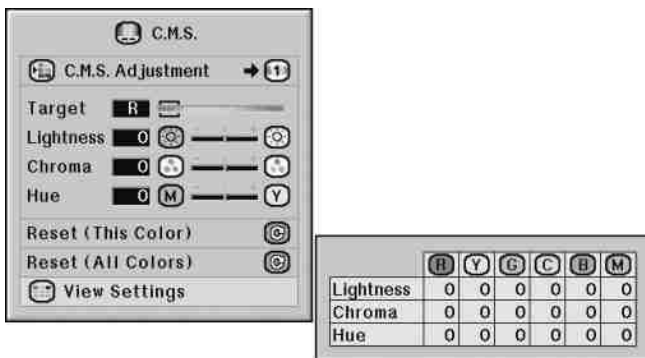 C.M.S.
C.M.S. Adjustment 1
Target R
Lightness 0
Chroma 0
Hue 0 M Y
Reset (This Color)
Reset (All Colors)
View Settings
R Y G C B M
Lightness 0 0 0 0 0 0
Chroma 0 0 0 0 0 0
Hue 0 0 0 0 0 0